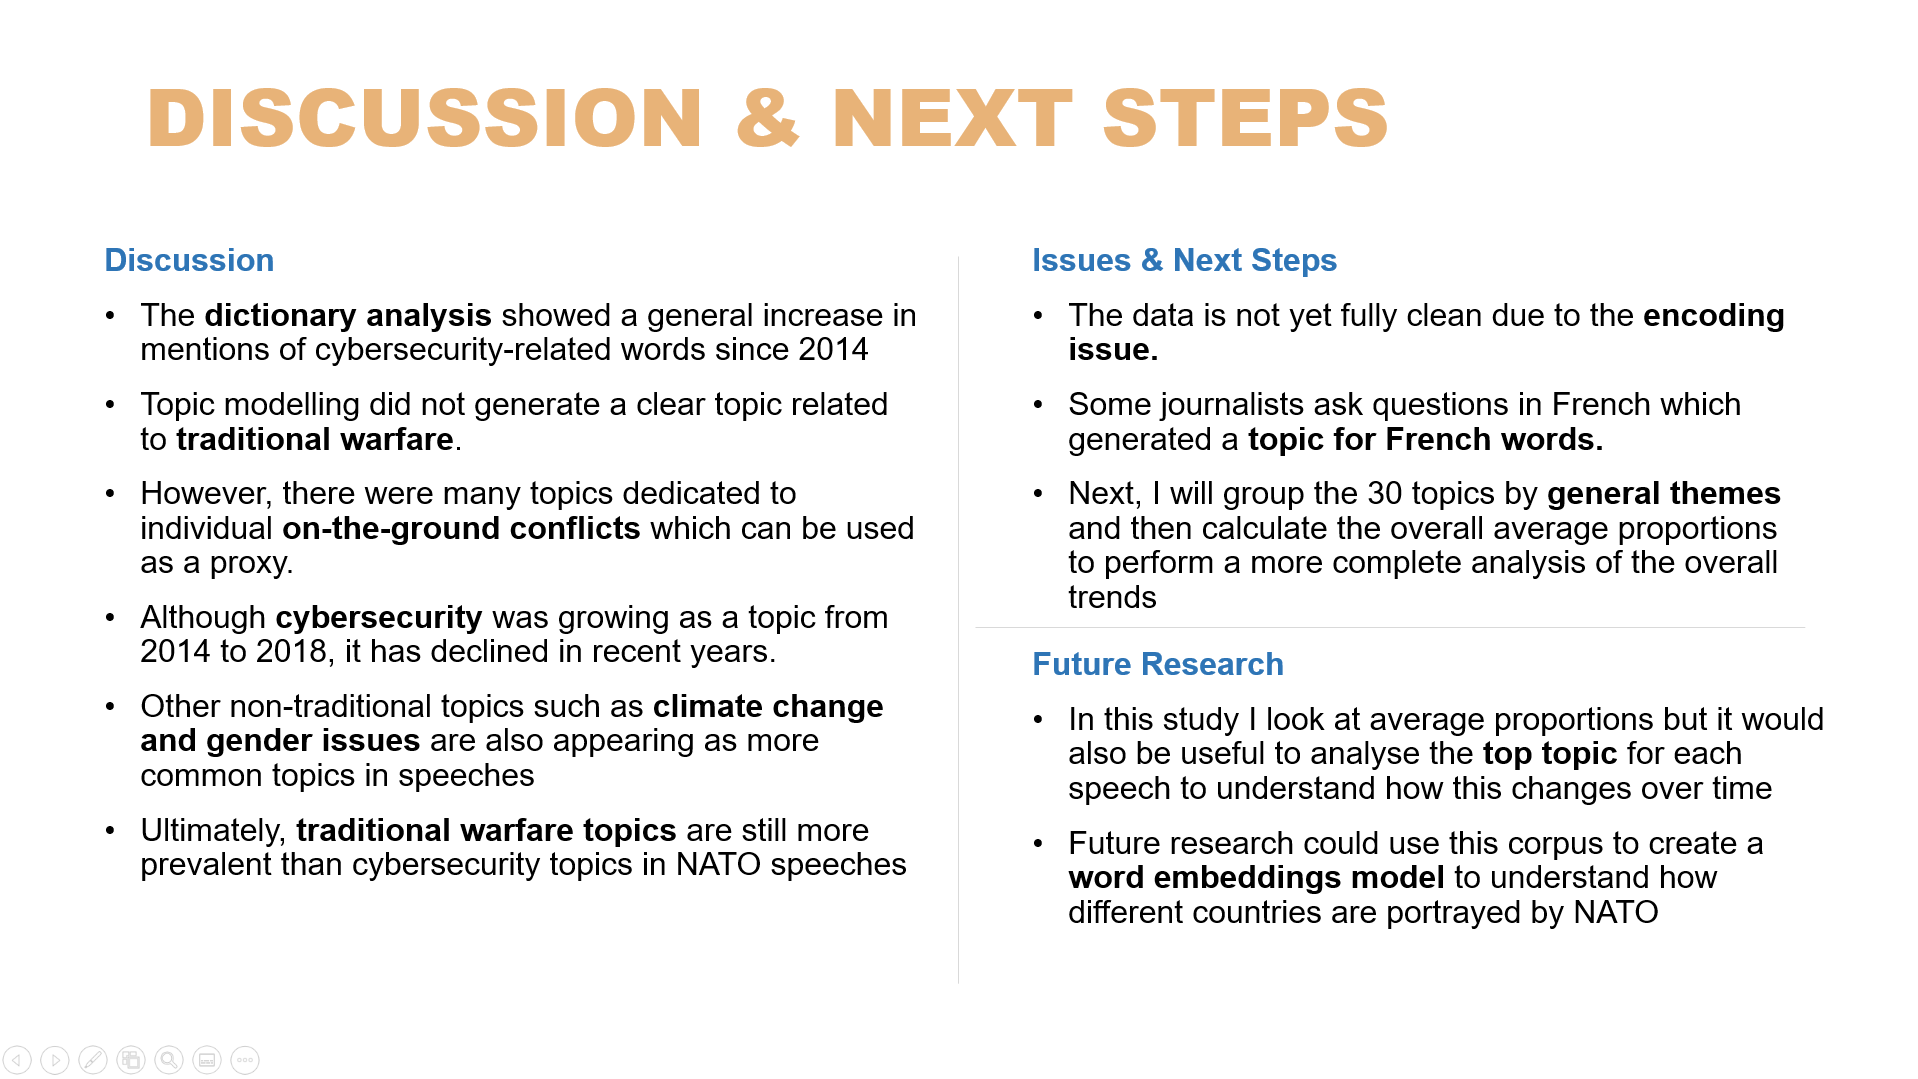 DISCUSSION & NEXT STEPS
Discussion
• The dictionary analysis showed a general increase in
mentions of cybersecurity-related words since 2014
• Topic modelling did not generate a clear topic related
to traditional warfare.
• However, there were many topics dedicated to
individual on-the-ground conflicts which can be used
as a proxy.
• Although cybersecurity was growing as a topic from
2014 to 2018, it has declined in recent years.
• Other non-traditional topics such as climate change
and gender issues are also appearing as more
common topics in speeches
• Ultimately, traditional warfare topics are still more
prevalent than cybersecurity topics in NATO speeches
Issues & Next Steps
• The data is not yet fully clean due to the encoding
issue.
• Some journalists ask questions in French which
generated a topic for French words.
• Next, I will group the 30 topics by general themes
and then calculate the overall average proportions
to perform a more complete analysis of the overall
trends
Future Research
• In this study I look at average proportions but it would
also be useful to analyse the top topic for each
speech to understand how this changes over time
• Future research could use this corpus to create a
word embeddings model to understand how
different countries are portrayed by NATO